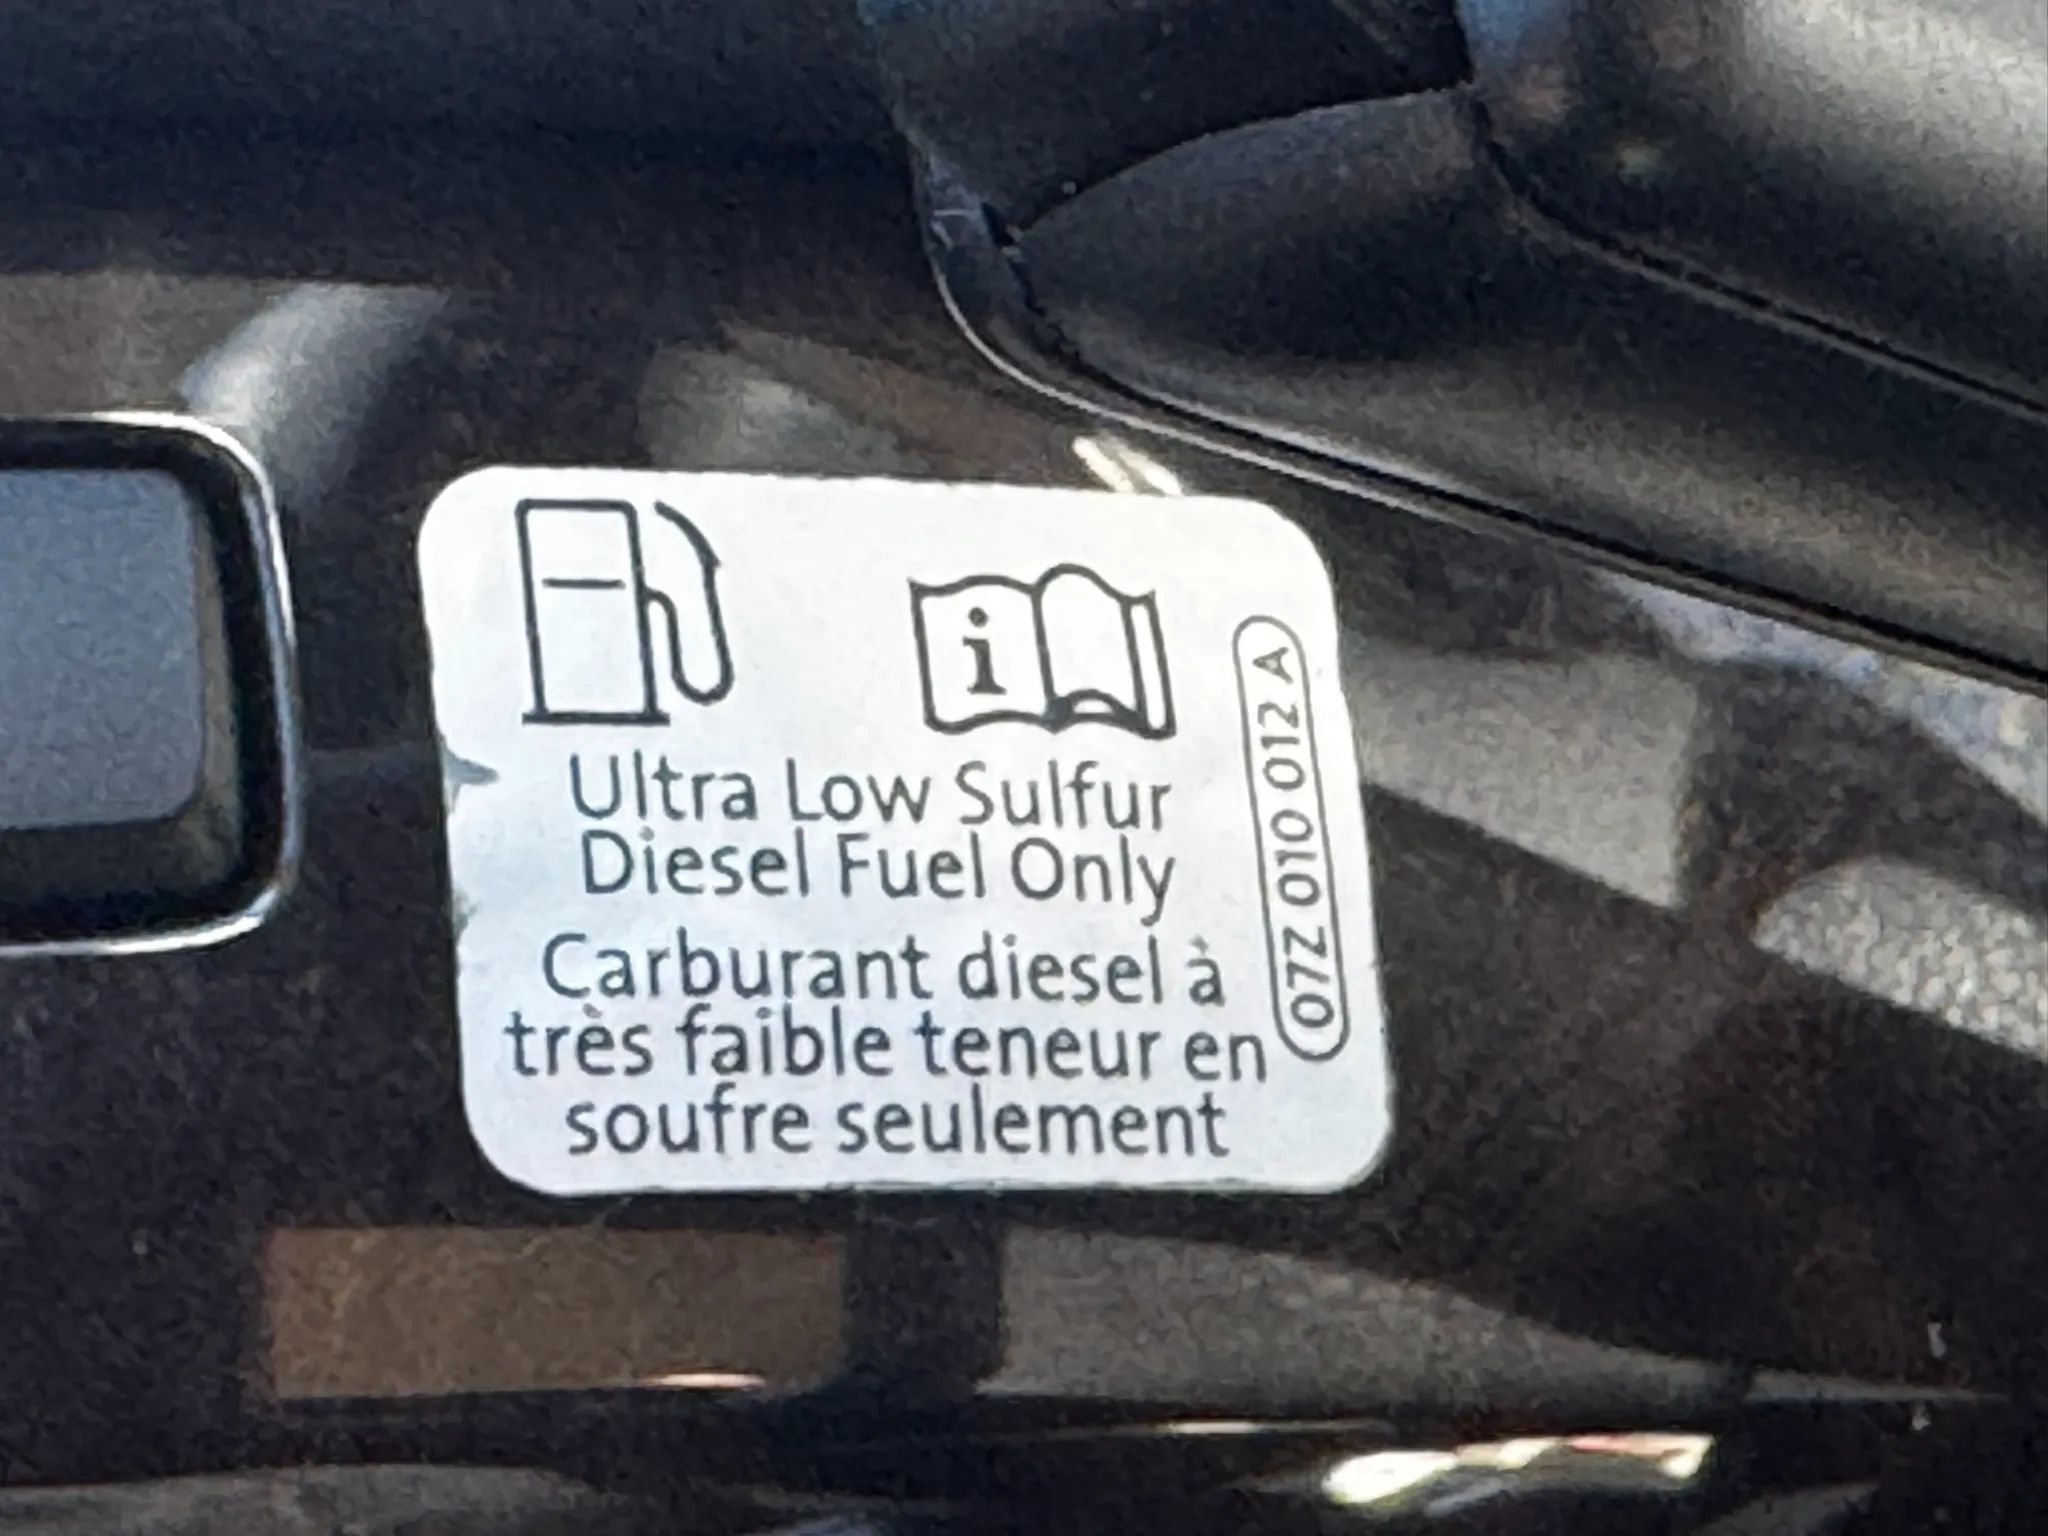 i
Ultra Low Sulfur
Diesel Fuel Only
Carburant diesel à
très faible teneur en
soufre seulement
07Z 010 012 A